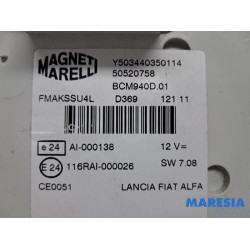 MAGNETI
MARELLI
Y503440350114
50520758
BCM940D.01
FMAKSSU4L D369 121 11
e 24 AI-000138 12 V=
E 24 116RAI-000026 SW 7.08
CE0051 LANCIA FIAT ALFA
MARESIA